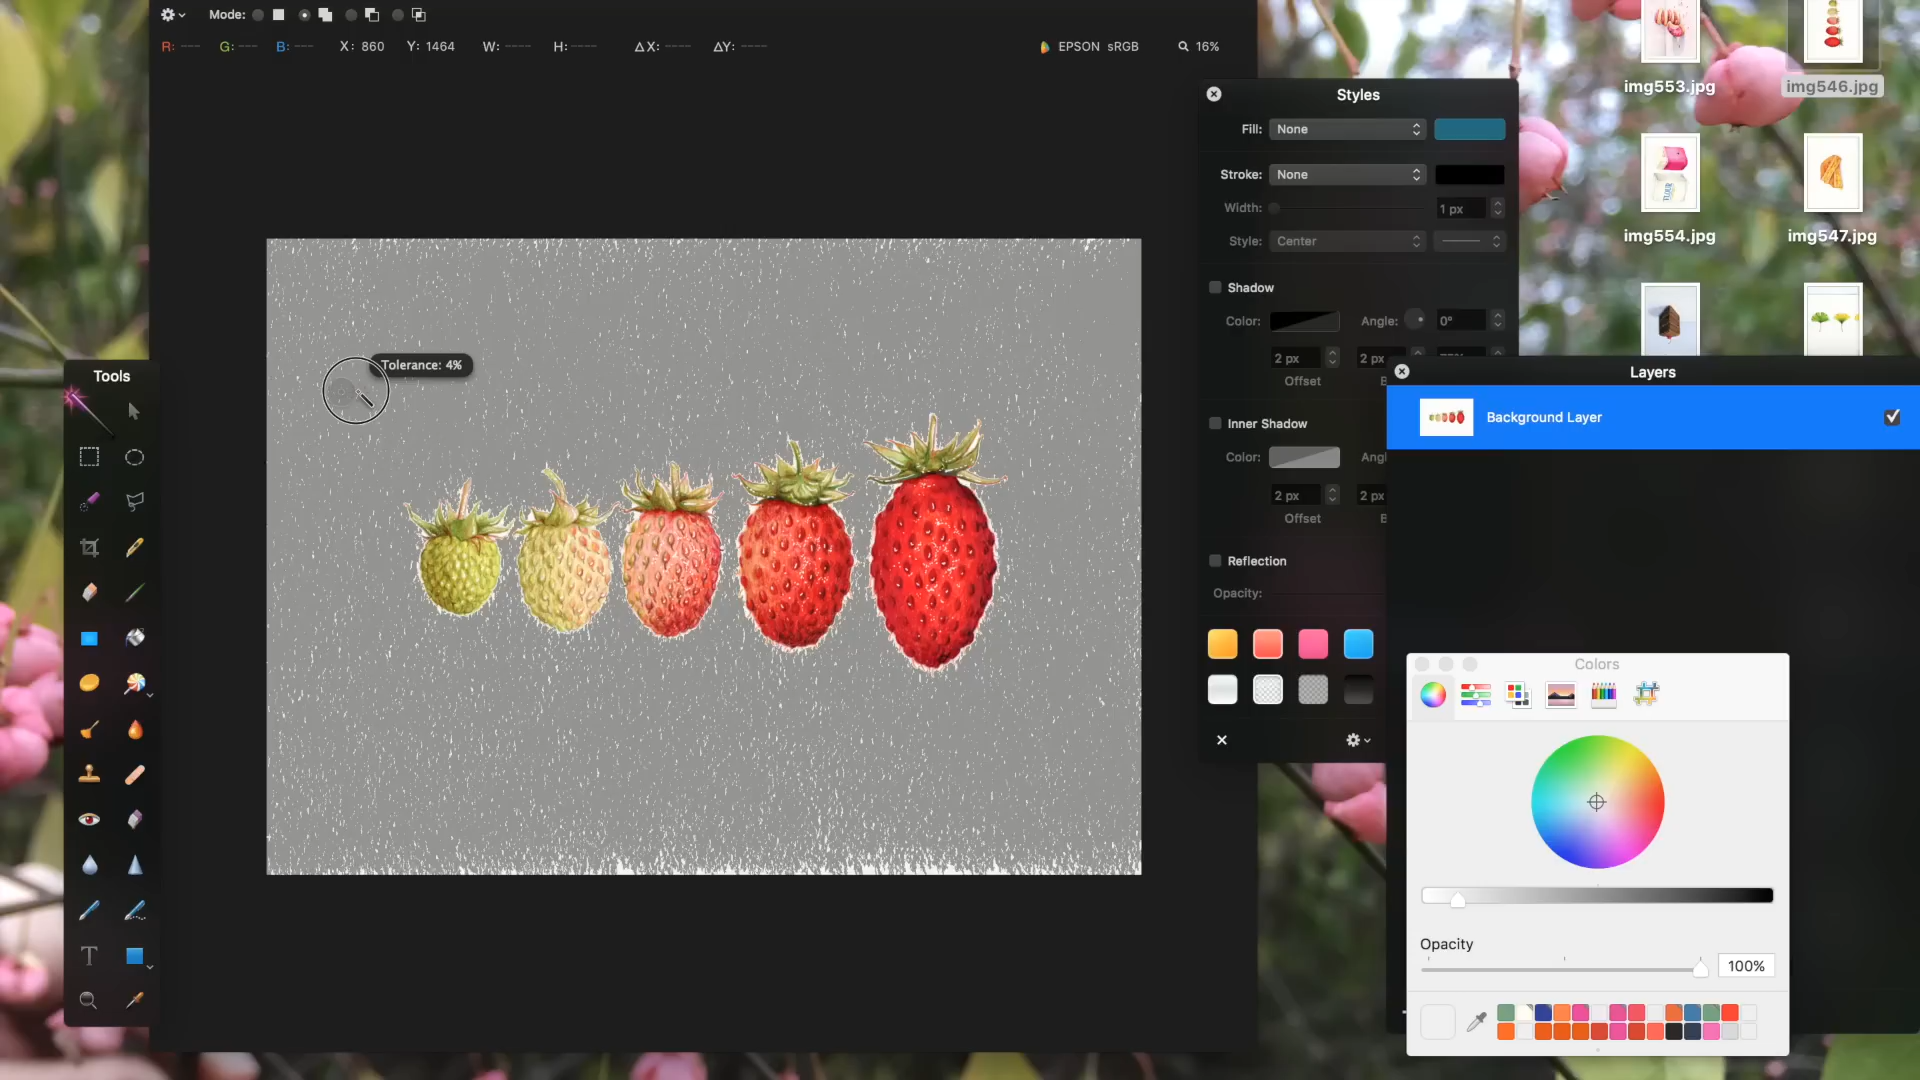 Mode:
R: --- G: --- B: --- X: 860 Y: 1464 W: ---- H: ---- ΔX: ---- ΔY: ---- EPSON sRGB 16%
img553.jpg
img546.jpg
Styles
Fill: None
Stroke: None
Width: 1 px
Style: Center
img554.jpg
img547.jpg
FLOUR
Shadow
Color: Angle: 0°
2 px 2 px
Offset
Tolerance: 4%
Tools
Layers
Background Layer
Inner Shadow
Color: Angl
2 px 2 px
Offset
Reflection
Opacity:
Colors
Opacity
100%
T